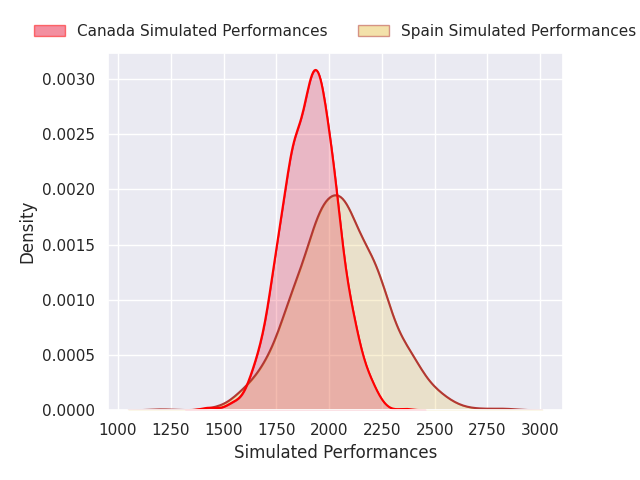 Canada Simulated Performances
Spain Simulated Performances
Density
0.0030
0.0025
0.0020
0.0015
0.0010
0.0005
0.0000
1000 1250 1500 1750 2000 2250 2500 2750 3000
Simulated Performances